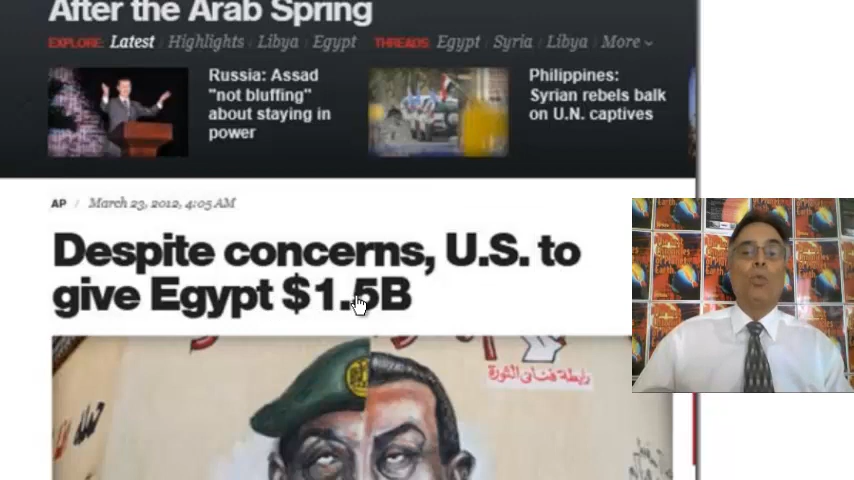 After the Arab Spring
EXPLORE: Latest / Highlights / Libya / Egypt THREADS: Egypt / Syria / Libya / More
Russia: Assad
"not bluffing"
about staying in
power
Philippines:
Syrian rebels balk
on U.N. captives
AP / March 23, 2012, 4:05 AM
Despite concerns, U.S. to
give Egypt $1.5B
رابطة فنانى الثورة